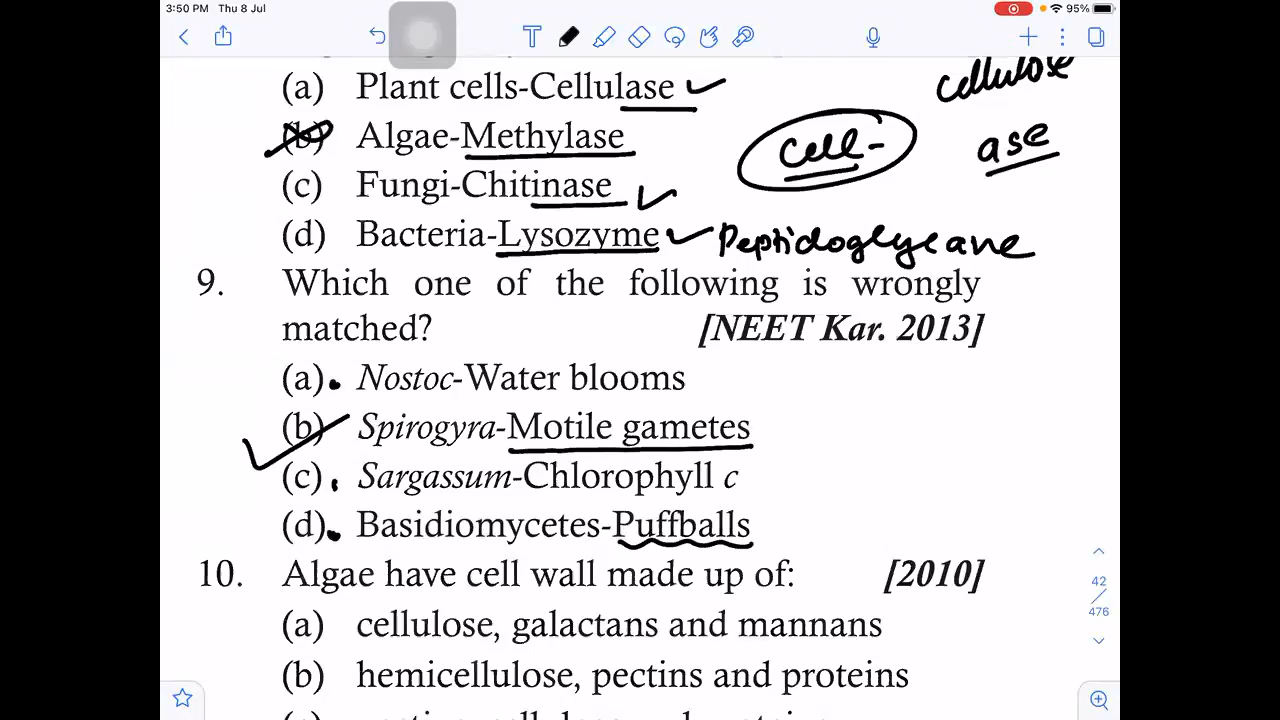 3:50 PM Thu 8 Jul 95%
(a) Plant cells-Cellulase cellulose
(b) Algae-Methylase cell- ase
(c) Fungi-Chitinase
(d) Bacteria-Lysozyme Peptidoglyeane
9. Which one of the following is wrongly
matched? [NEET Kar. 2013]
(a) Nostoc-Water blooms
(b) Spirogyra-Motile gametes
(c) Sargassum-Chlorophyll c
(d) Basidiomycetes-Puffballs
10. Algae have cell wall made up of: [2010]
42
476
(a) cellulose, galactans and mannans
(b) hemicellulose, pectins and proteins